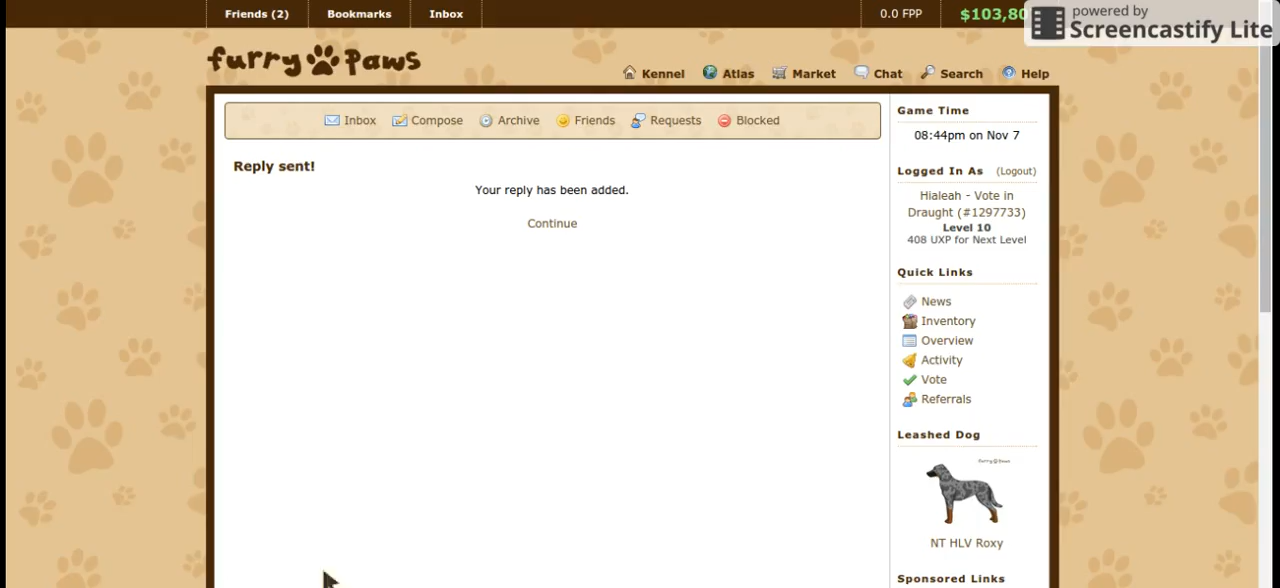 Friends (2) Bookmarks Inbox 0.0 FPP $103,80
powered by
Screencastify Lite
furry paws
Kennel Atlas Market Chat Search Help
Inbox Compose Archive Friends Requests Blocked
Reply sent!
Your reply has been added.
Continue
Game Time
08:44pm on Nov 7
Logged In As (Logout)
Hialeah - Vote in
Draught (#1297733)
Level 10
408 UXP for Next Level
Quick Links
News
Inventory
Overview
Activity
Vote
Referrals
Leashed Dog
NT HLV Roxy
Sponsored Links